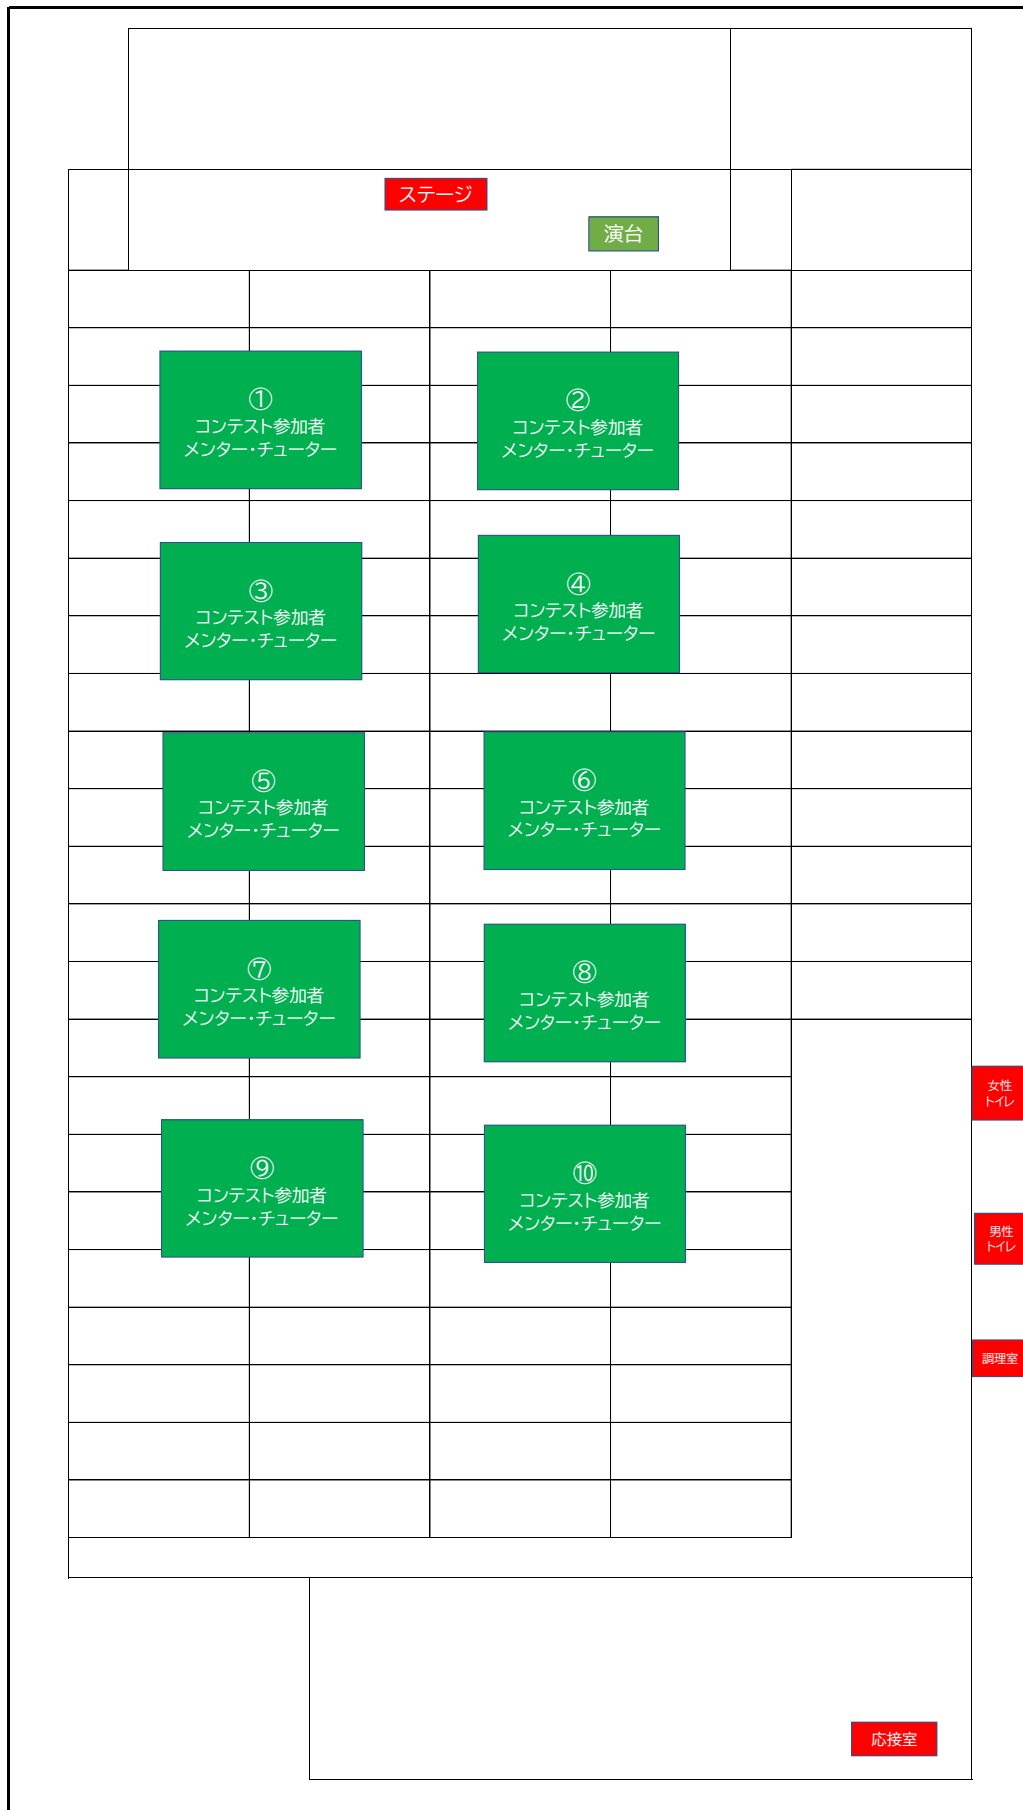 ステージ
演台
①
コンテスト参加者
メンター・チューター
②
コンテスト参加者
メンター・チューター
③
コンテスト参加者
メンター・チューター
④
コンテスト参加者
メンター・チューター
⑤
コンテスト参加者
メンター・チューター
⑥
コンテスト参加者
メンター・チューター
⑦
コンテスト参加者
メンター・チューター
⑧
コンテスト参加者
メンター・チューター
女性
トイレ
⑨
コンテスト参加者
メンター・チューター
⑩
コンテスト参加者
メンター・チューター
男性
トイレ
調理室
応接室